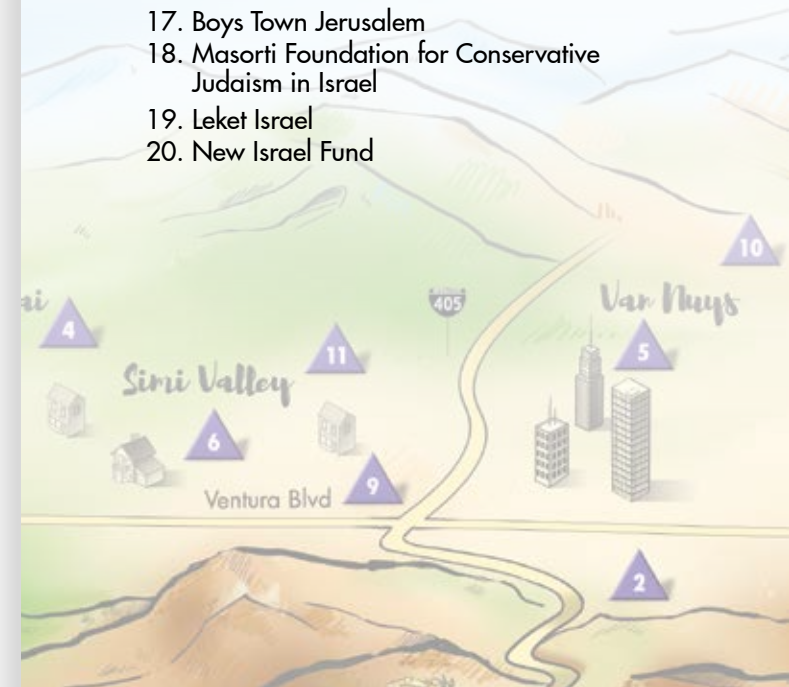 17. Boys Town Jerusalem
18. Masorti Foundation for Conservative
Judaism in Israel
19. Leket Israel
20. New Israel Fund
10
405
Van Nuys
ai
4
11
5
Simi Valley
6
9
Ventura Blvd
2